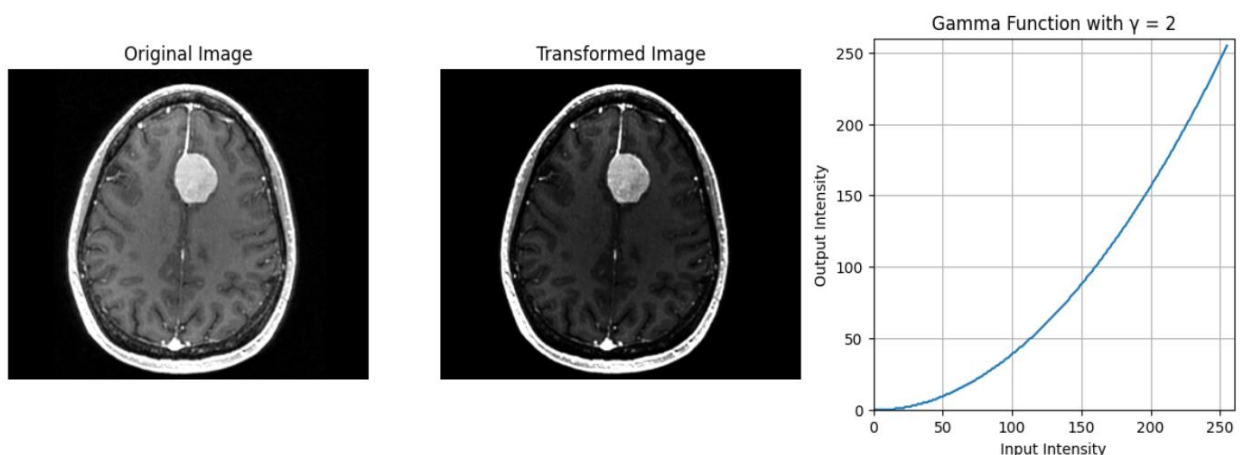 Original Image
Transformed Image
Gamma Function with γ = 2
Output Intensity
250
200
150
100
50
0
0 50 100 150 200 250
Input Intensity